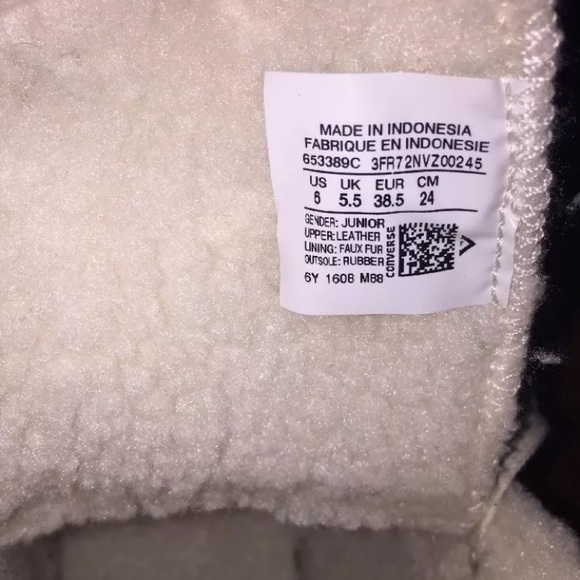 MADE IN INDONESIA
FABRIQUE EN INDONESIE
653389C 3FR72NVZ00245
US UK EUR CM
6 5.5 38.5 24
GENDER: JUNIOR
UPPER: LEATHER
LINING: FAUX FUR
OUTSOLE: RUBBER
CONVERSE
6Y 1608 M88